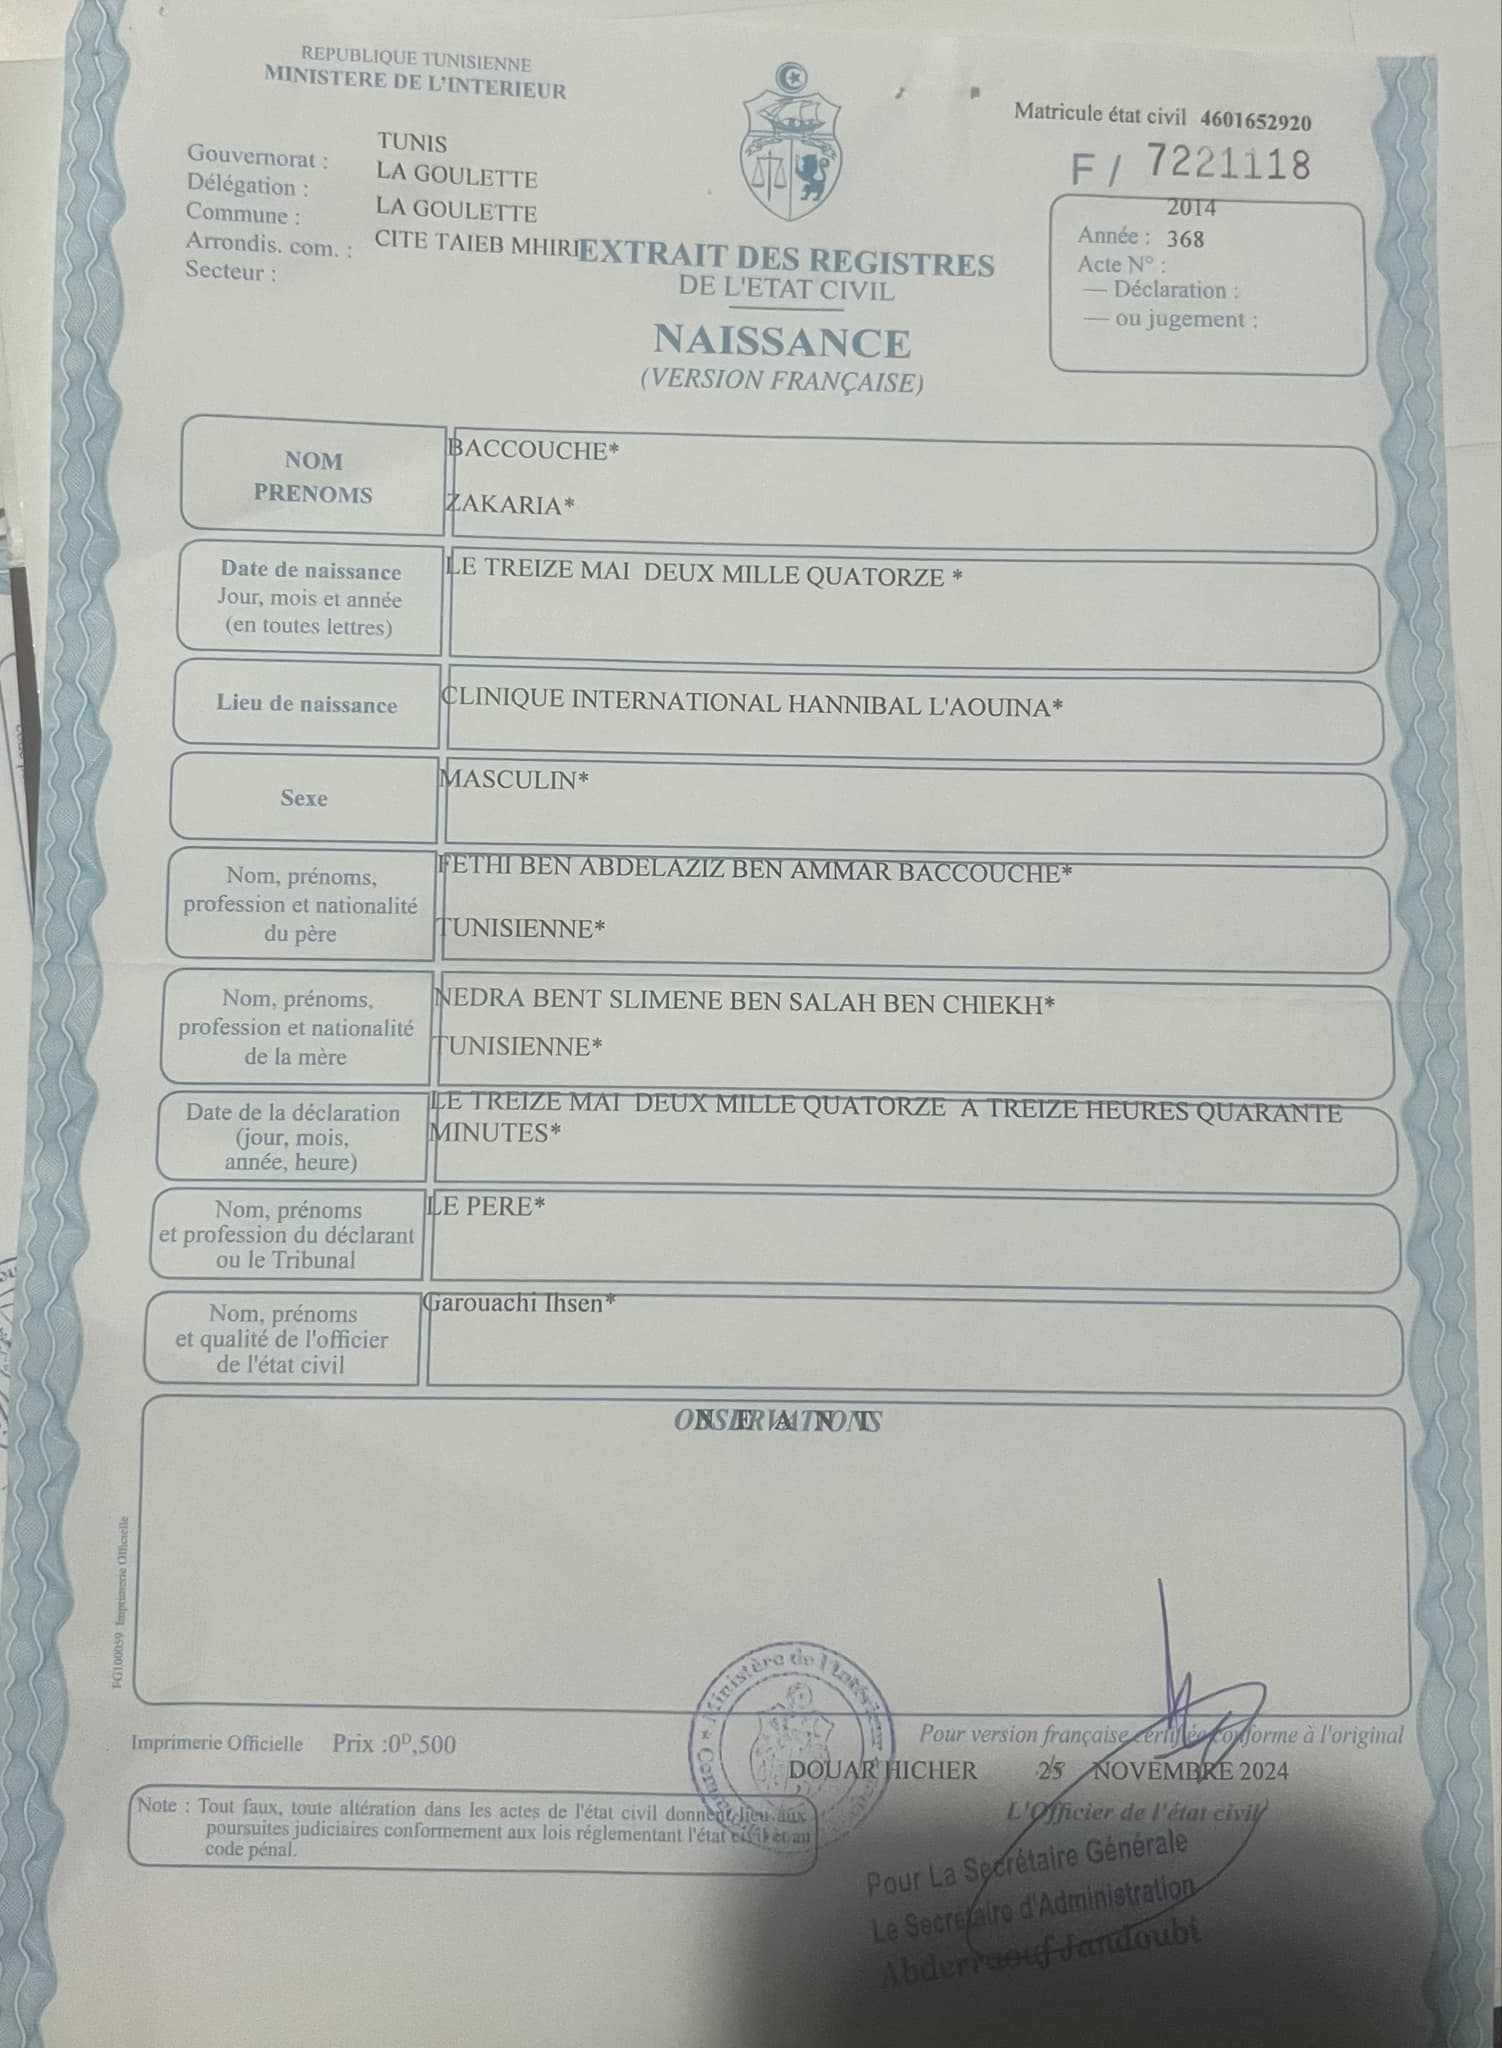 REPUBLIQUE TUNISIENNE
MINISTERE DE L'INTERIEUR
Gouvernorat : TUNIS
Délégation : LA GOULETTE
Commune : LA GOULETTE
Arrondis. com. : CITE TAIEB MHIRI
Secteur :
Matricule état civil 4601652920
F / 7221118
2014
Année : 368
Acte N° :
— Déclaration :
— ou jugement :
EXTRAIT DES REGISTRES
DE L'ETAT CIVIL
NAISSANCE
(VERSION FRANÇAISE)
NOM BACCOUCHE*
PRENOMS ZAKARIA*
Date de naissance LE TREIZE MAI DEUX MILLE QUATORZE *
Jour, mois et année
(en toutes lettres)
Lieu de naissance CLINIQUE INTERNATIONAL HANNIBAL L'AOUINA*
Sexe MASCULIN*
Nom, prénoms, FETHI BEN ABDELAZIZ BEN AMMAR BACCOUCHE*
profession et nationalité
du père TUNISIENNE*
Nom, prénoms, NEDRA BENT SLIMENE BEN SALAH BEN CHIEKH*
profession et nationalité
de la mère TUNISIENNE*
Date de la déclaration LE TREIZE MAI DEUX MILLE QUATORZE A TREIZE HEURES QUARANTE
(jour, mois, MINUTES*
année, heure)
Nom, prénoms LE PERE*
et profession du déclarant
ou le Tribunal
Nom, prénoms Garouachi Ihsen*
et qualité de l'officier
de l'état civil
OBSERVATIONS
N E A N T
FG100059 Imprimerie Officielle
Ministère de l'Intérieur
Imprimerie Officielle Prix :0D,500
Pour version française certifiée conforme à l'original
DOUAR HICHER NOVEMBRE 2024
L'Officier de l'état civil
Note : Tout faux, toute altération dans les actes de l'état civil donnent lieu aux
poursuites judiciaires conformement aux lois réglementant l'état civil et au
code pénal.
Pour La Secrétaire Générale
Le Secrétaire d'Administration
Abderraouf Jandoubi